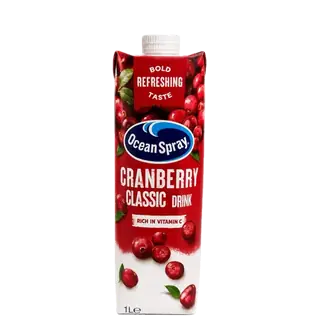 BOLD
REFRESHING
TASTE
Ocean Spray
CRANBERRY
CLASSIC DRINK
RICH IN VITAMIN C
1L℮